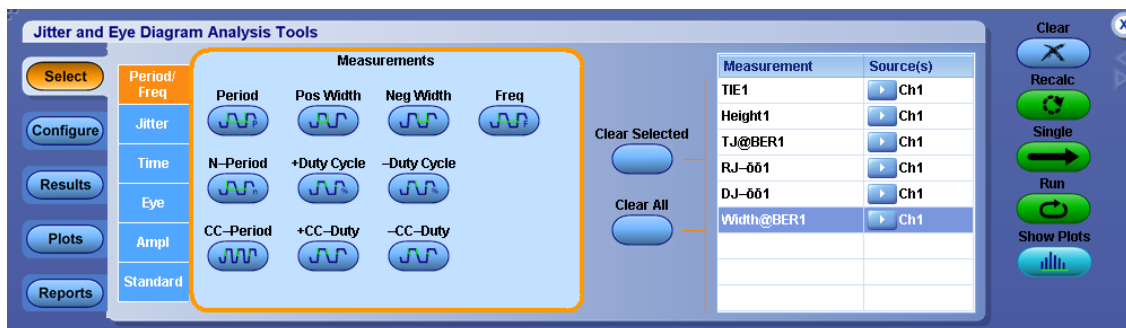 Jitter and Eye Diagram Analysis Tools
Select
Configure
Results
Plots
Reports
Period/
Freq
Jitter
Time
Eye
Ampl
Standard
Measurements
Period Pos Width Neg Width Freq
N–Period +Duty Cycle –Duty Cycle
CC–Period +CC–Duty –CC–Duty
Clear Selected
Clear All
Measurement Source(s)
TIE1 Ch1
Height1 Ch1
TJ@BER1 Ch1
RJ–δδ1 Ch1
DJ–δδ1 Ch1
Width@BER1 Ch1
Clear
X
Recalc
Single
Run
Show Plots